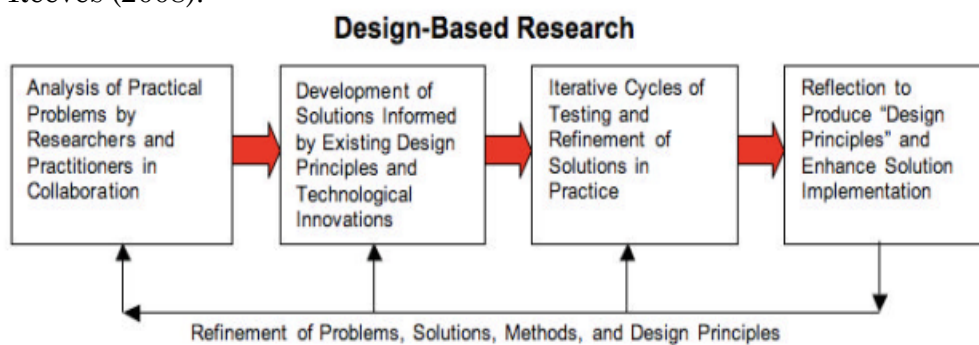 Reeves (2008).
Design-Based Research
Analysis of Practical
Problems by
Researchers and
Practitioners in
Collaboration
Development of
Solutions Informed
by Existing Design
Principles and
Technological
Innovations
Iterative Cycles of
Testing and
Refinement of
Solutions in
Practice
Reflection to
Produce “Design
Principles” and
Enhance Solution
Implementation
Refinement of Problems, Solutions, Methods, and Design Principles